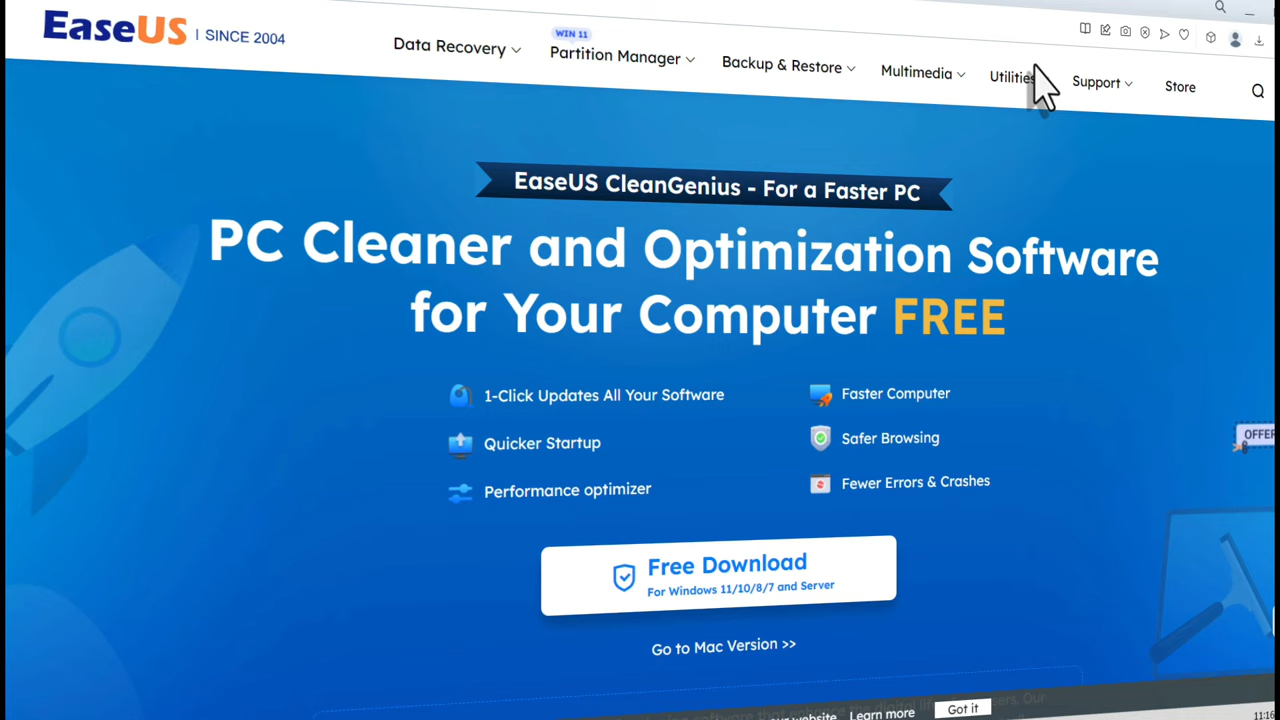 EaseUS | SINCE 2004
Data Recovery
WIN 11
Partition Manager
Backup & Restore
Multimedia
Utilities
Support
Store
EaseUS CleanGenius - For a Faster PC
PC Cleaner and Optimization Software
for Your Computer FREE
1-Click Updates All Your Software
Faster Computer
Quicker Startup
Safer Browsing
Performance optimizer
Fewer Errors & Crashes
OFFER
Free Download
For Windows 11/10/8/7 and Server
Go to Mac Version >>
website
Learn more
Got it
11:16